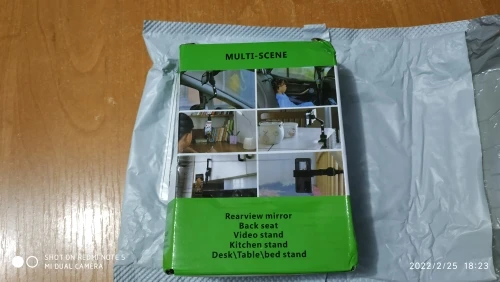 MULTI-SCENE
Rearview mirror
Back seat
Video stand
Kitchen stand
Desk\Table\bed stand
SHOT ON REDMI NOTE 5
MI DUAL CAMERA
2022/2/25 18:23